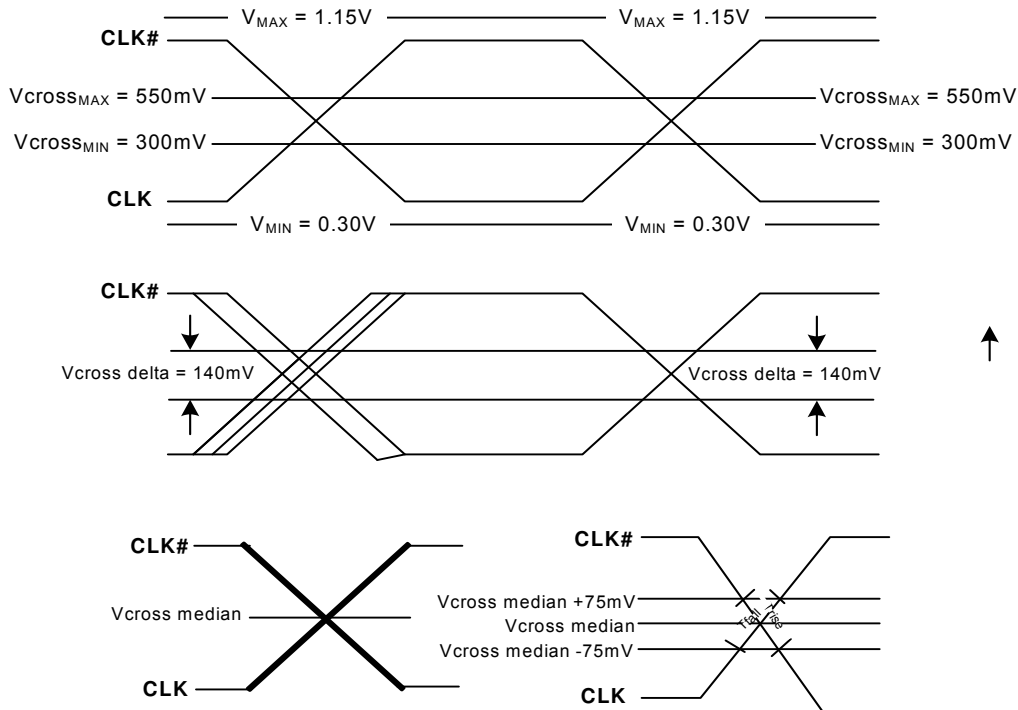 V_MAX = 1.15V V_MAX = 1.15V
CLK#
Vcross_MAX = 550mV Vcross_MAX = 550mV
Vcross_MIN = 300mV Vcross_MIN = 300mV
CLK
V_MIN = 0.30V V_MIN = 0.30V
CLK#
Vcross delta = 140mV Vcross delta = 140mV
CLK#
Vcross median
CLK
CLK#
Vcross median +75mV
Tfall Trise
Vcross median
Vcross median -75mV
CLK